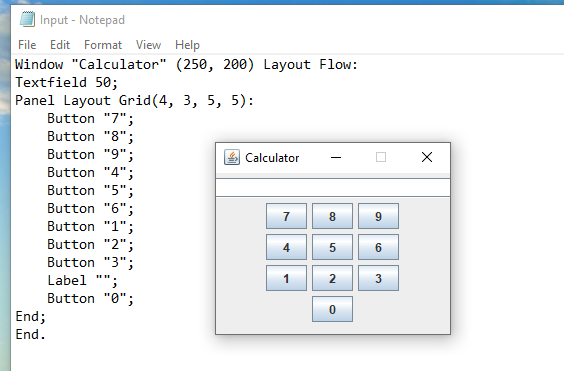 Input - Notepad
File Edit Format View Help
Window "Calculator" (250, 200) Layout Flow:
Textfield 50;
Panel Layout Grid(4, 3, 5, 5):
    Button "7";
    Button "8";
    Button "9";
    Button "4";
    Button "5";
    Button "6";
    Button "1";
    Button "2";
    Button "3";
    Label "";
    Button "0";
End;
End.
Calculator
7 8 9
4 5 6
1 2 3
0